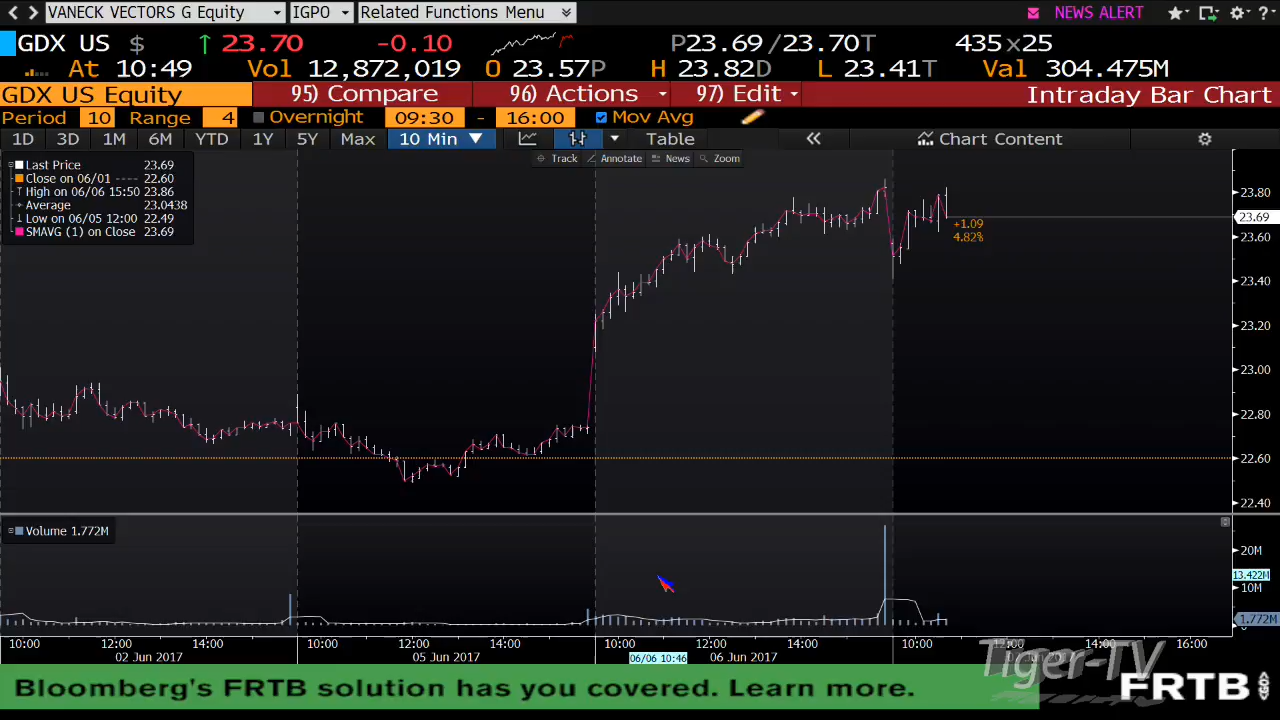 VANECK VECTORS G Equity IGPO Related Functions Menu NEWS ALERT
GDX US $ ↑ 23.70 -0.10 P23.69/23.70T 435x25
At 10:49 Vol 12,872,019 O 23.57P H 23.82D L 23.41T Val 304.475M
GDX US Equity 95) Compare 96) Actions 97) Edit Intraday Bar Chart
Period 10 Range 4 Overnight 09:30 - 16:00 Mov Avg
1D 3D 1M 6M YTD 1Y 5Y Max 10 Min ▼ Table « Chart Content
Track Annotate News Zoom
Last Price 23.69
Close on 06/01 ---- 22.60
High on 06/06 15:50 23.86
Average 23.0438
Low on 06/05 12:00 22.49
SMAVG (1) on Close 23.69
23.80
23.69
+1.09
4.82%
23.60
23.40
23.20
23.00
22.80
22.60
22.40
Volume 1.772M
20M
13.422M
10M
1.772M
0
10:00 12:00 14:00 10:00 12:00 14:00 10:00 12:00 14:00 10:00 12:00 14:00 16:00
02 Jun 2017 05 Jun 2017 06/06 10:46 06 Jun 2017
Tiger-TV
Bloomberg's FRTB solution has you covered. Learn more. FRTB <GO>